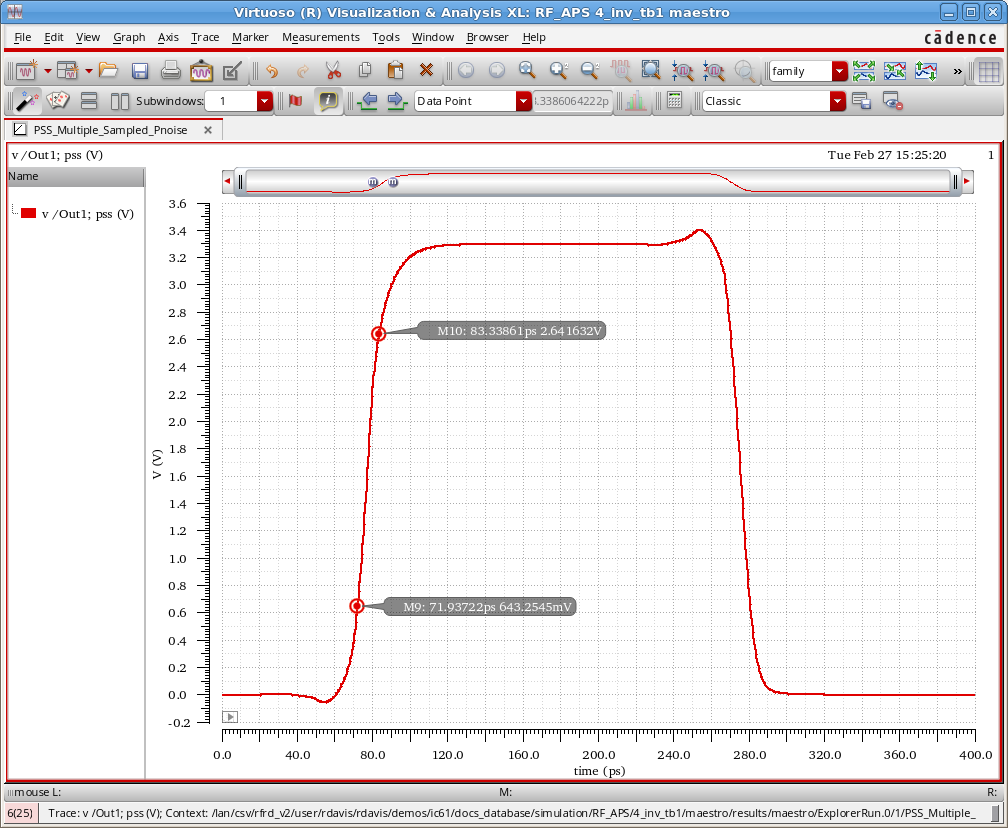 Virtuoso (R) Visualization & Analysis XL: RF_APS 4_inv_tb1 maestro
File Edit View Graph Axis Trace Marker Measurements Tools Window Browser Help
cādence
family
»
Subwindows: 1
Data Point
.3386064222p
Classic
PSS_Multiple_Sampled_Pnoise
v /Out1; pss (V)
Tue Feb 27 15:25:20 1
Name
v /Out1; pss (V)
m m
3.6
3.4
3.2
3.0
2.8
2.6
2.4
2.2
2.0
1.8
1.6
1.4
1.2
1.0
0.8
0.6
0.4
0.2
0.0
-0.2
V (V)
M10: 83.33861ps 2.641632V
M9: 71.93722ps 643.2545mV
0.0 40.0 80.0 120.0 160.0 200.0 240.0 280.0 320.0 360.0 400.0
time (ps)
mouse L: M: R:
6(25)
Trace: v /Out1; pss (V); Context: /lan/csv/rfrd_v2/user/rdavis/rdavis/demos/ic61/docs_database/simulation/RF_APS/4_inv_tb1/maestro/results/maestro/ExplorerRun.0/1/PSS_Multiple_